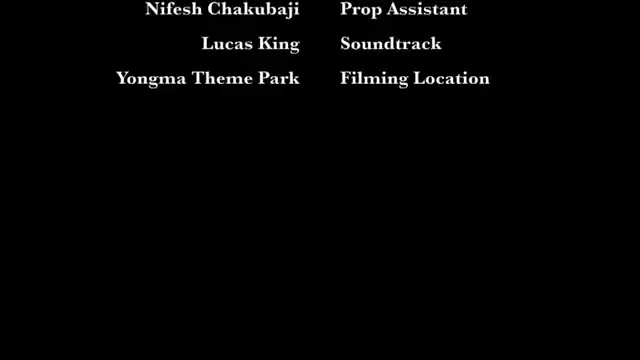 Nifesh Chakubaji Prop Assistant
Lucas King Soundtrack
Yongma Theme Park Filming Location